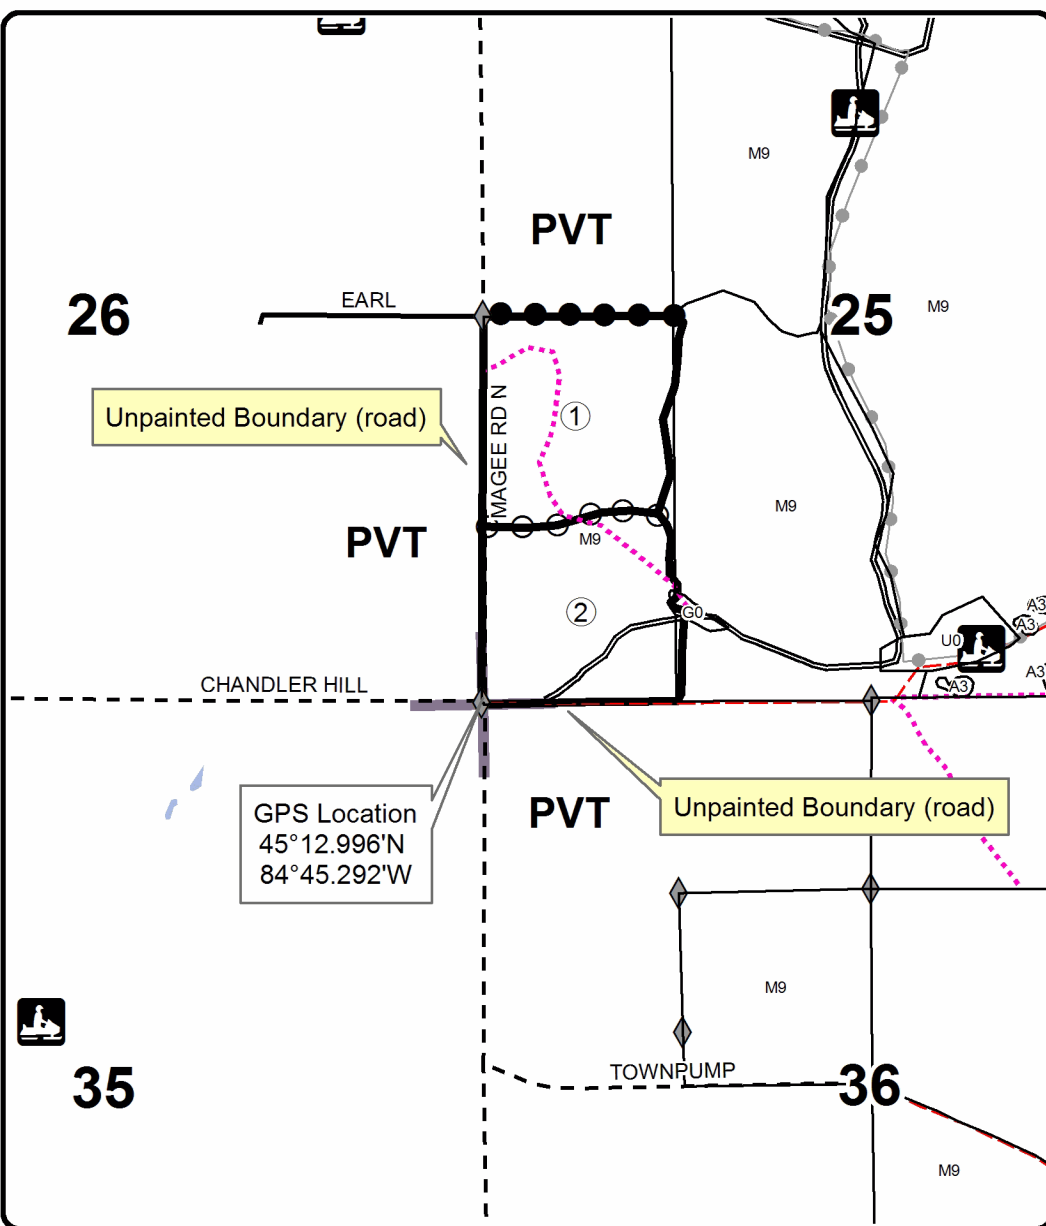 M9
PVT
26
EARL
25
M9
Unpainted Boundary (road)
MAGEE RD N
1
M9
PVT
M9
2
G0
A3
A3
U0
CHANDLER HILL
A3
A3
GPS Location
45°12.996'N
84°45.292'W
PVT
Unpainted Boundary (road)
M9
35
TOWNPUMP
36
M9